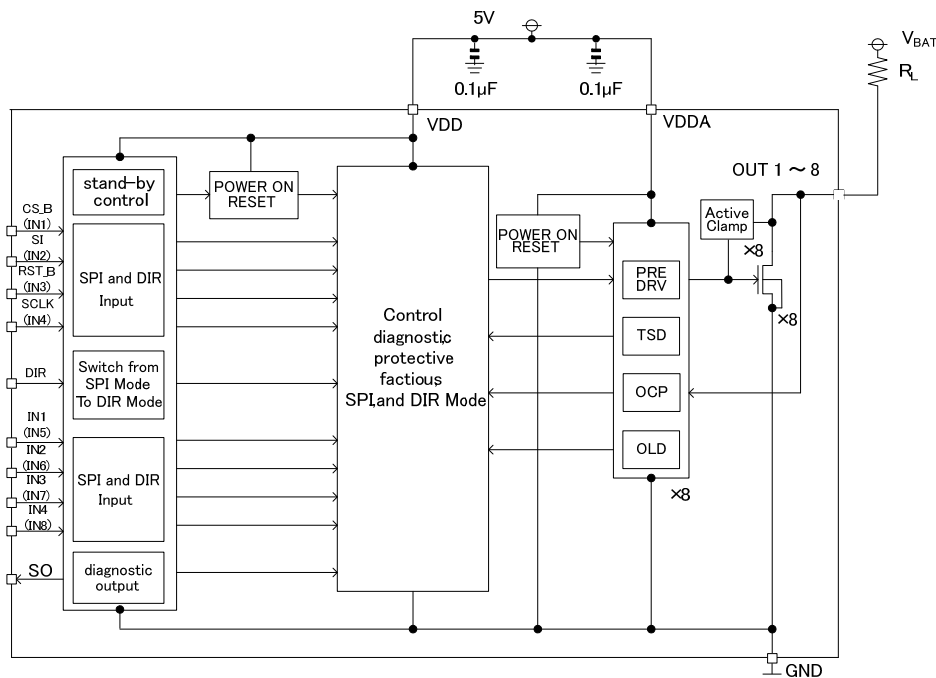 5V
0.1μF
0.1μF
VBAT
RL
VDD
VDDA
OUT 1 ～ 8
stand-by
control
POWER ON
RESET
CS_B
(IN1)
SI
(IN2)
RST_B
(IN3)
SCLK
(IN4)
SPI and DIR
Input
DIR
Switch from
SPI Mode
To DIR Mode
IN1
(IN5)
IN2
(IN6)
IN3
(IN7)
IN4
(IN8)
SPI and DIR
Input
SO
diagnostic
output
Control
diagnostic,
protective
factious,
SPI,and DIR Mode
POWER ON
RESET
PRE
DRV
TSD
OCP
OLD
×8
Active
Clamp
×8
×8
GND